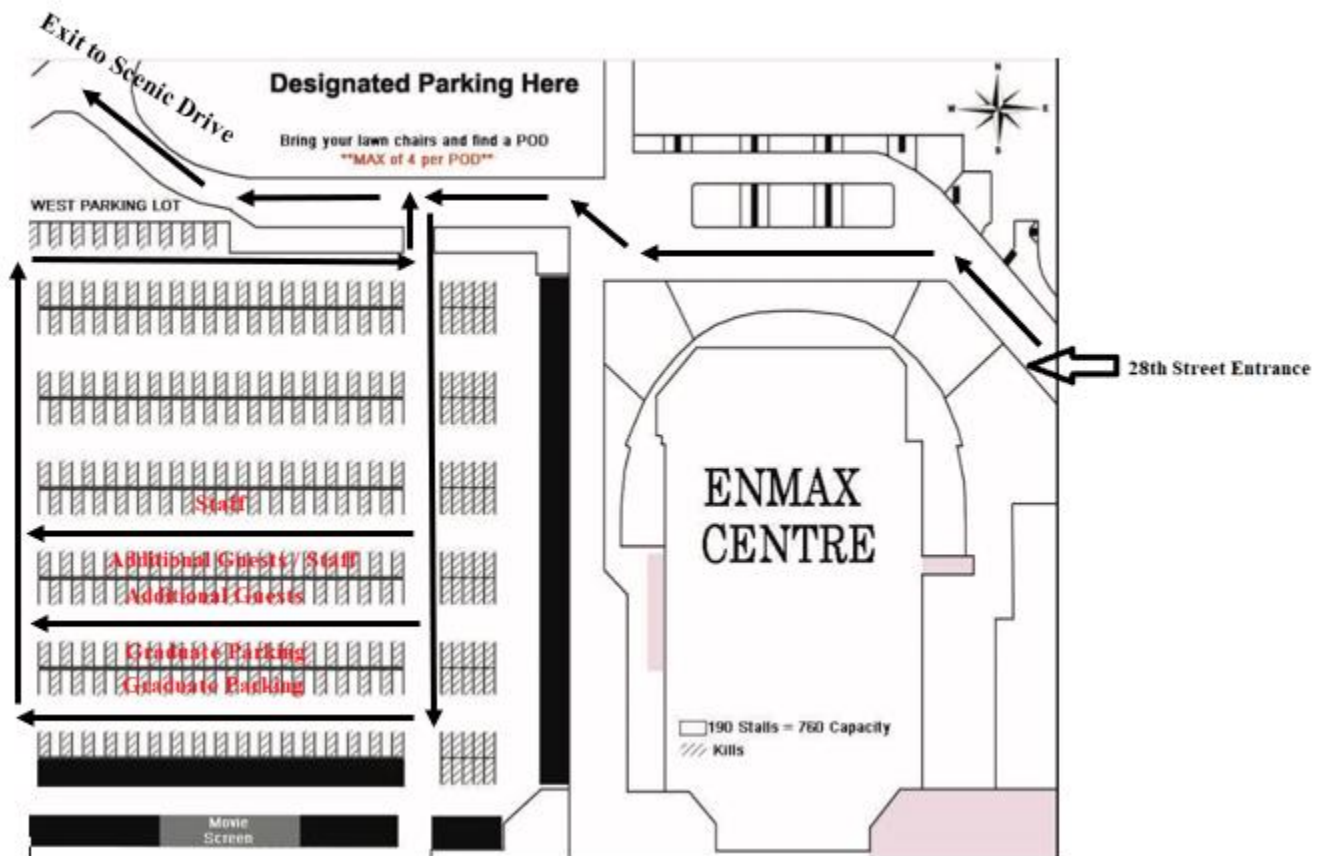 Exit to Scenic Drive
Designated Parking Here
Bring your lawn chairs and find a POD
**MAX of 4 per POD**
N
W
E
S
WEST PARKING LOT
28th Street Entrance
ENMAX
CENTRE
Staff
Additional Guests / Staff
Additional Guests
Graduate Parking
Graduate Parking
190 Stalls = 760 Capacity
Kills
Movie
Screen